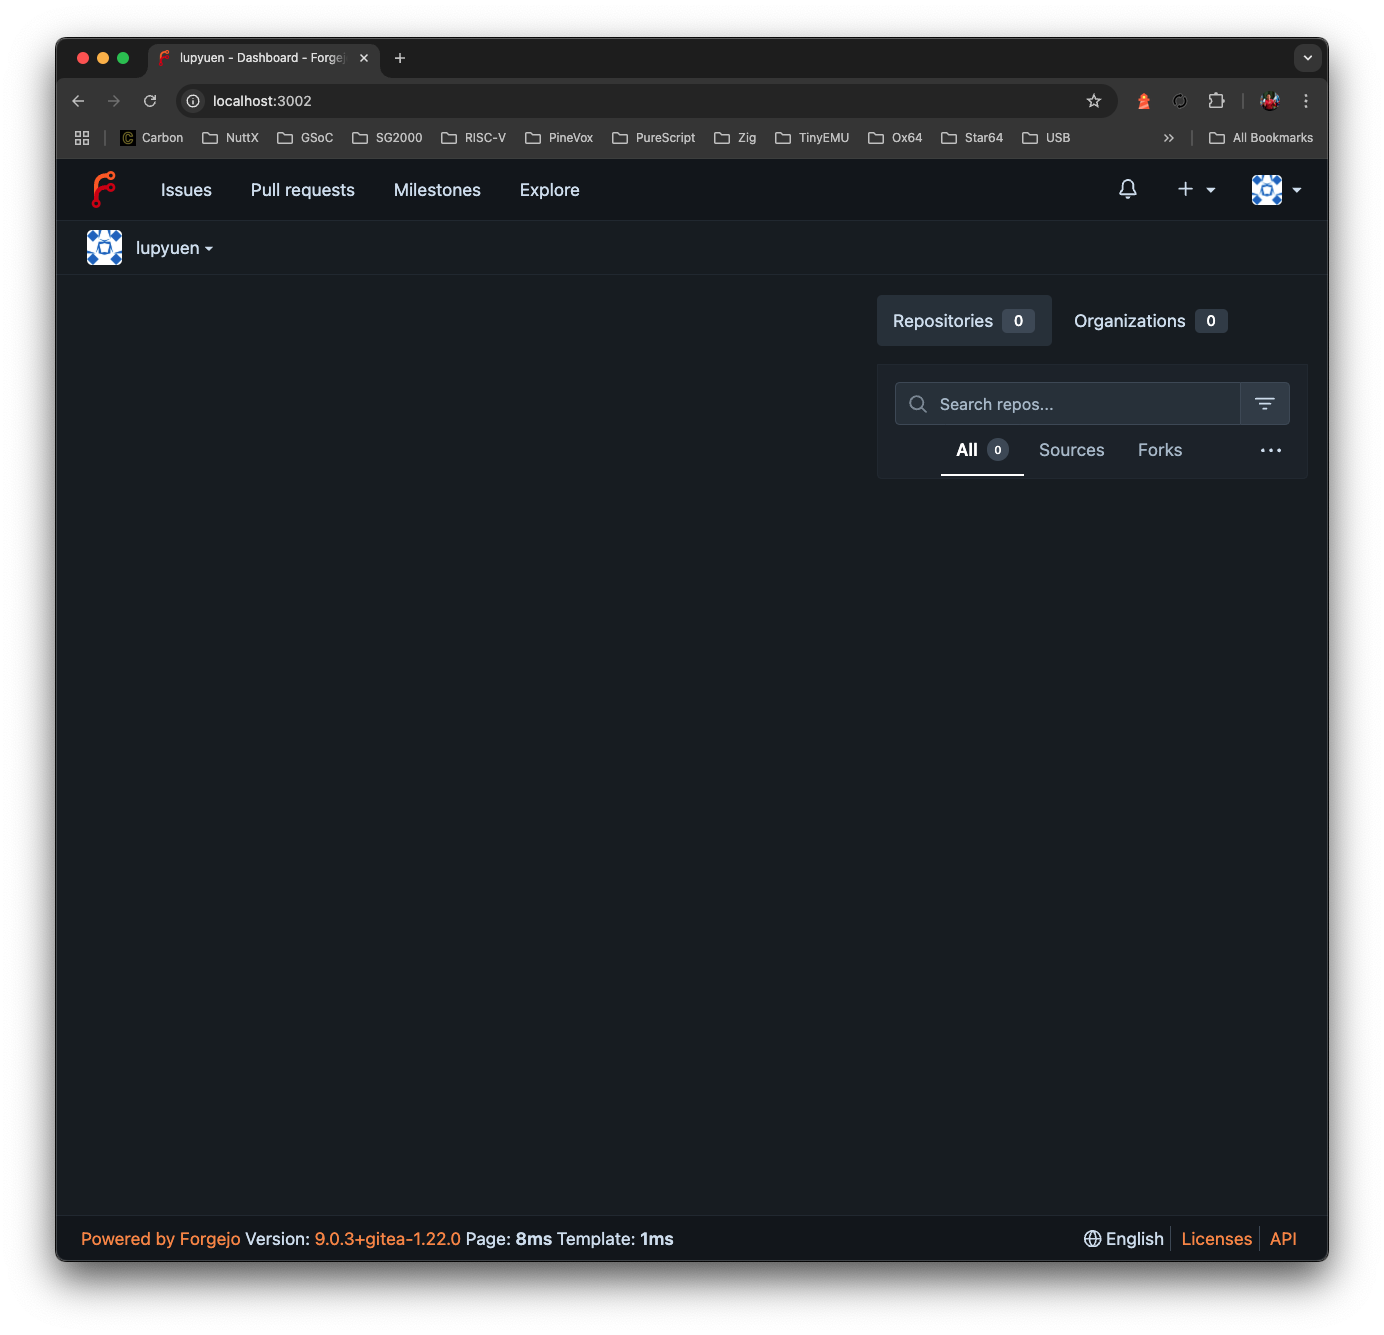 lupyuen - Dashboard - Forgej
localhost:3002
Carbon NuttX GSoC SG2000 RISC-V PineVox PureScript Zig TinyEMU Ox64 Star64 USB All Bookmarks
Issues Pull requests Milestones Explore
lupyuen
Repositories 0 Organizations 0
Search repos...
All 0 Sources Forks
Powered by Forgejo Version: 9.0.3+gitea-1.22.0 Page: 8ms Template: 1ms English Licenses API